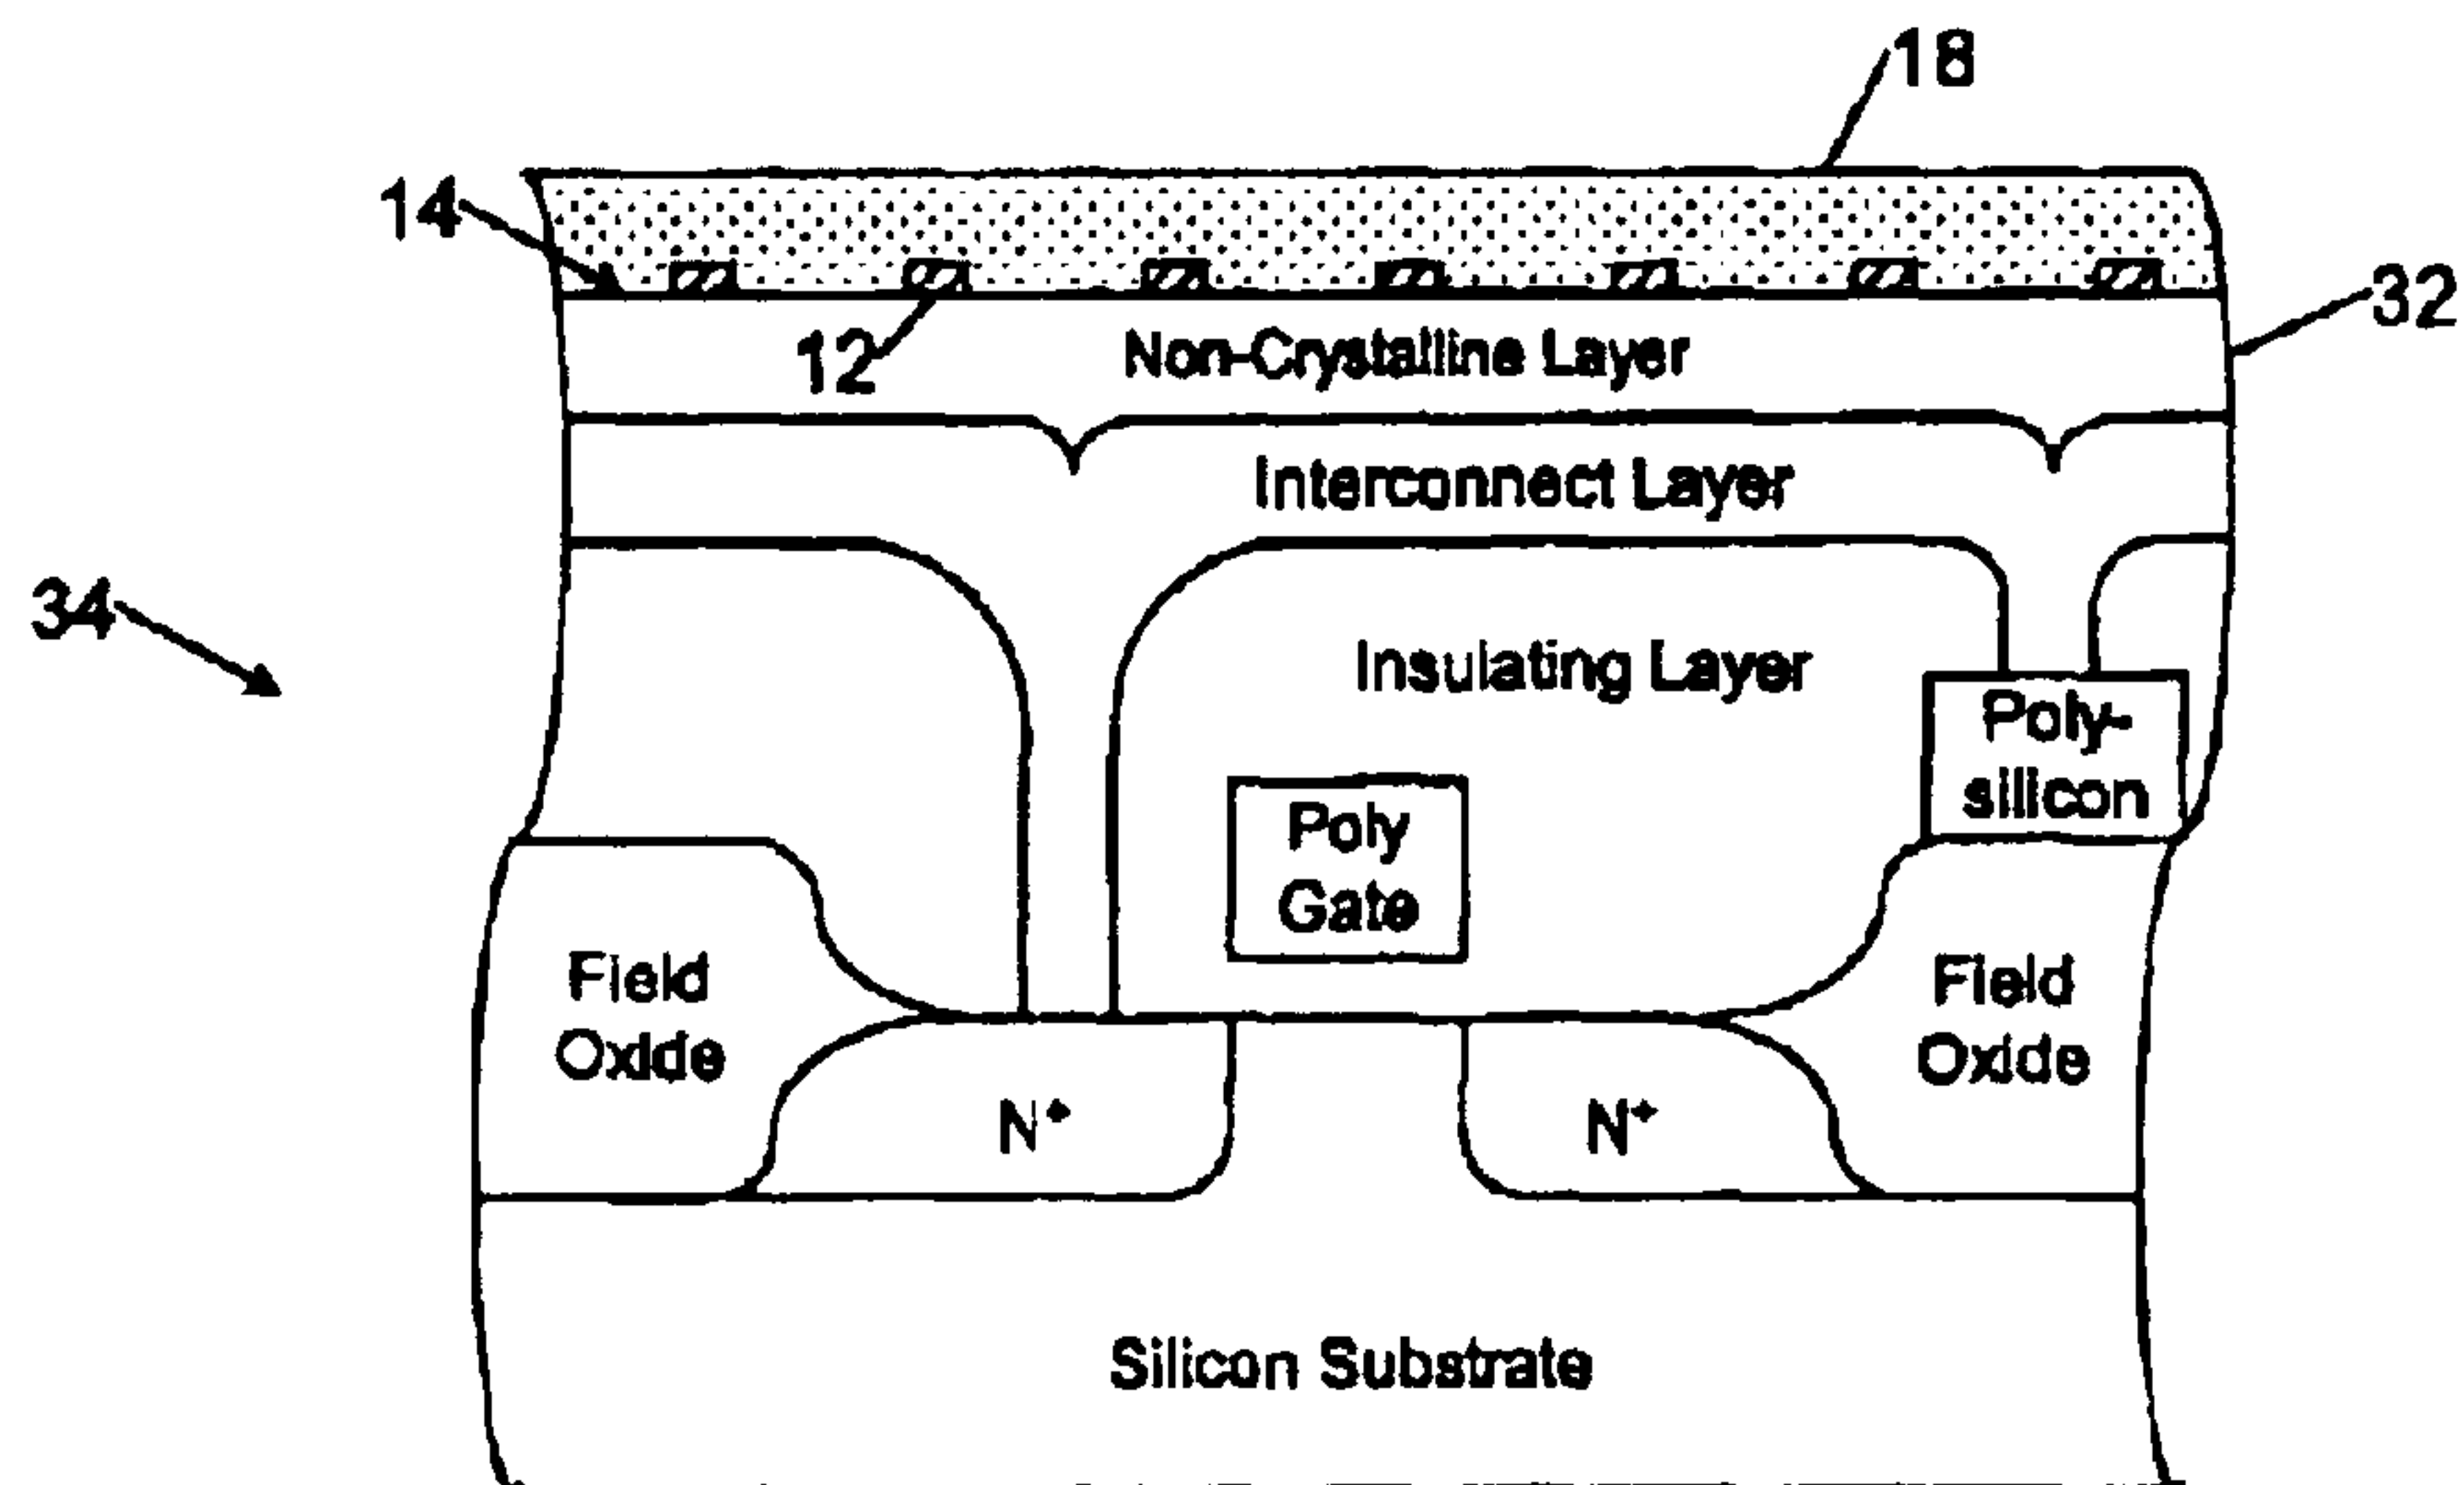 18
14
32
12
Non-Crystalline Layer
Interconnect Layer
34
Insulating Layer
Poly-
silicon
Poly
Gate
Field
Oxide
Field
Oxide
N+
N+
Silicon Substrate